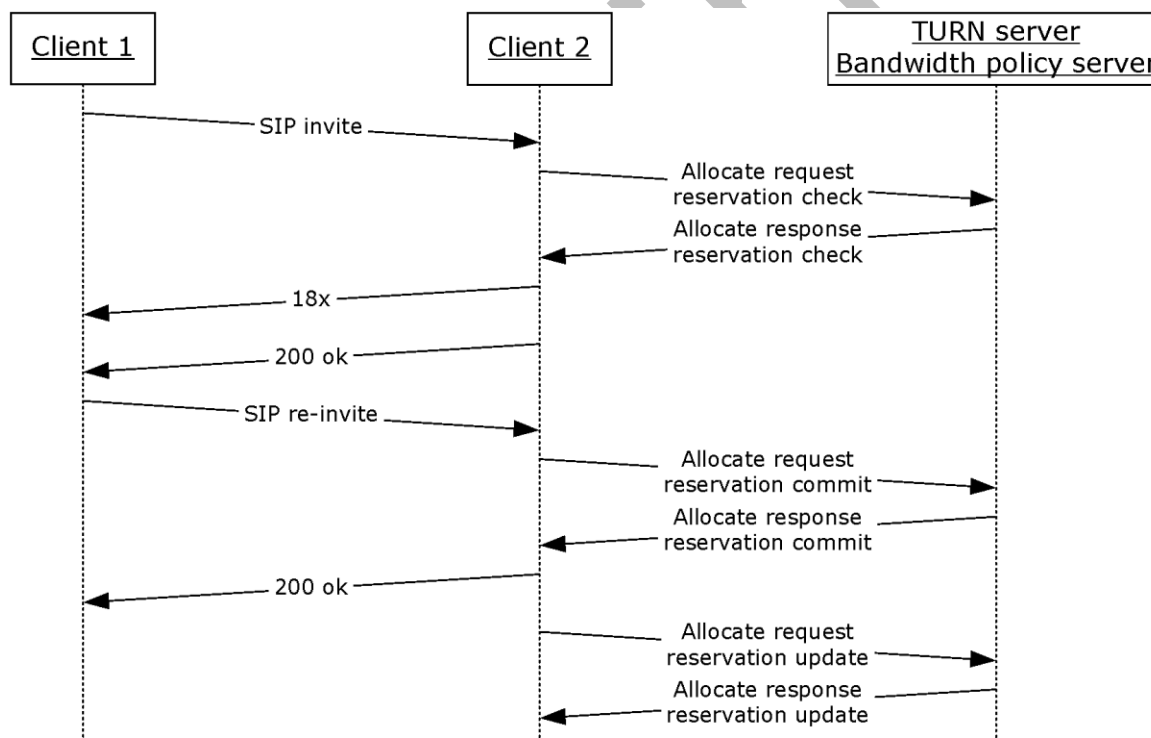 Client 1
Client 2
TURN server
Bandwidth policy server
SIP invite
Allocate request
reservation check
Allocate response
reservation check
18x
200 ok
SIP re-invite
Allocate request
reservation commit
Allocate response
reservation commit
200 ok
Allocate request
reservation update
Allocate response
reservation update